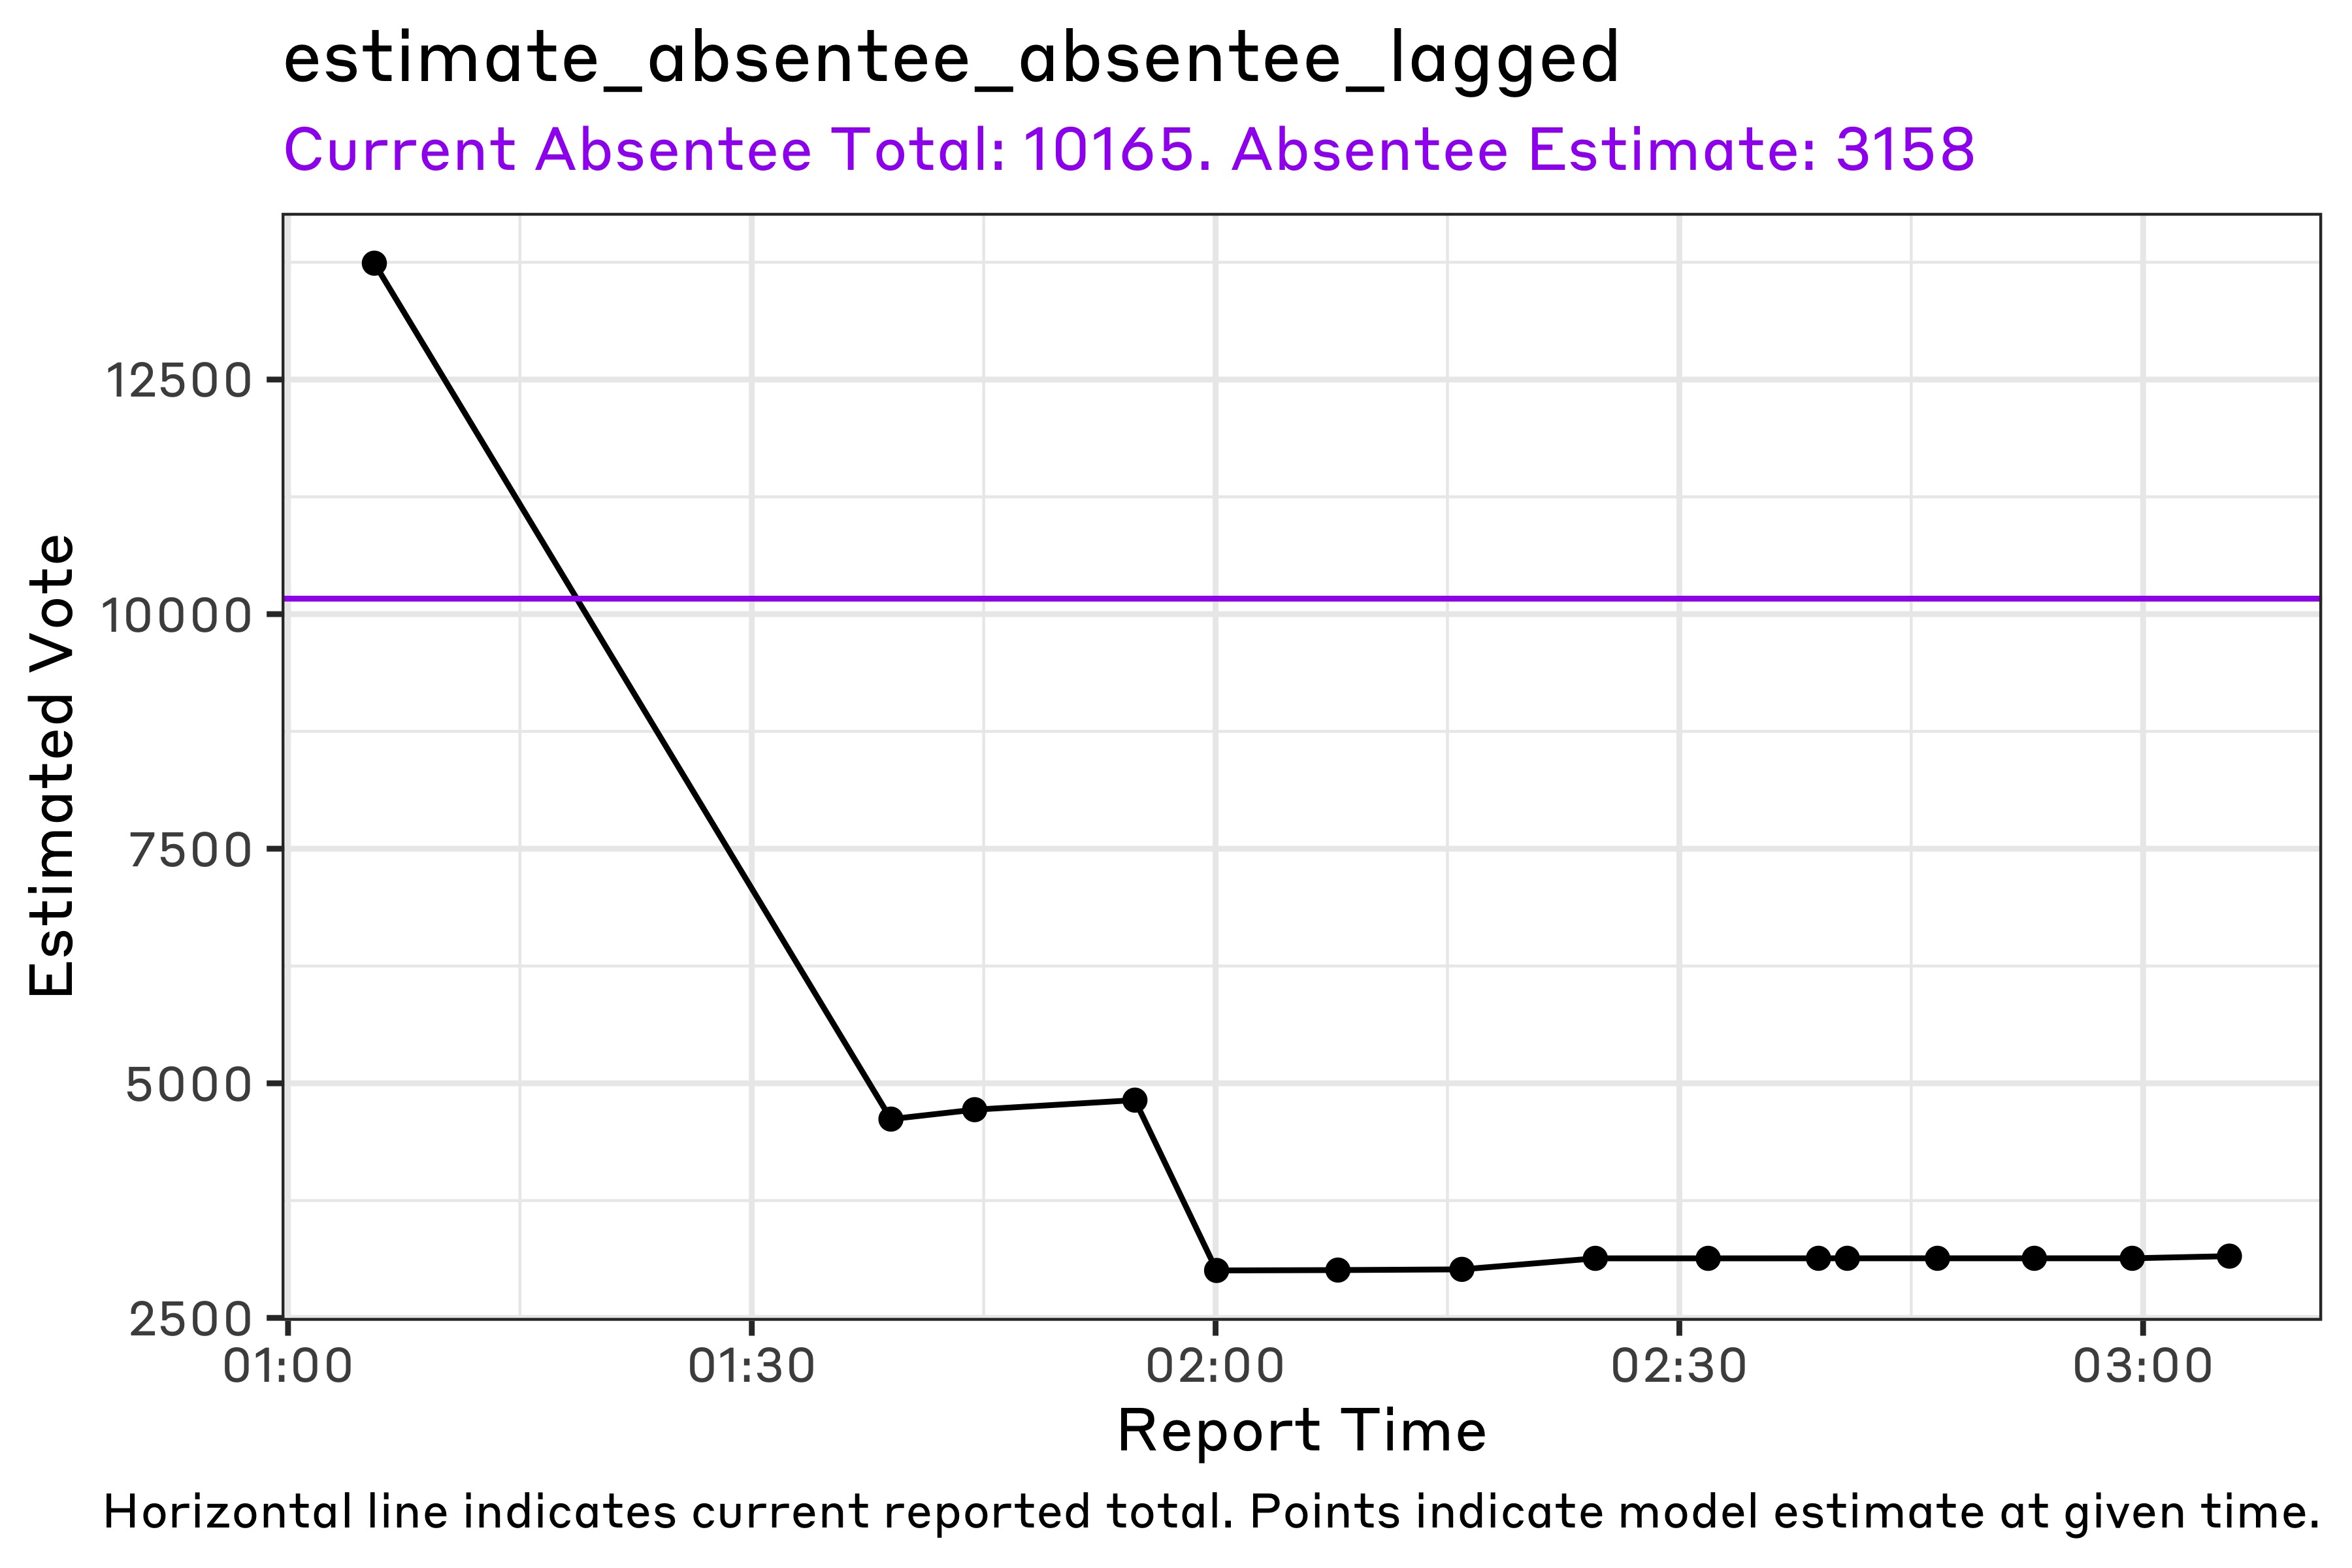 estimate_absentee_absentee_lagged
Current Absentee Total: 10165. Absentee Estimate: 3158
Estimated Vote
12500
10000
7500
5000
2500
01:00 01:30 02:00 02:30 03:00
Report Time
Horizontal line indicates current reported total. Points indicate model estimate at given time.